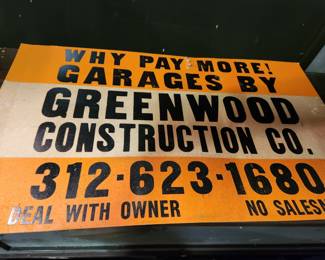 WHY PAY MORE!
GARAGES BY
GREENWOOD
CONSTRUCTION CO.
312-623-1680
DEAL WITH OWNER NO